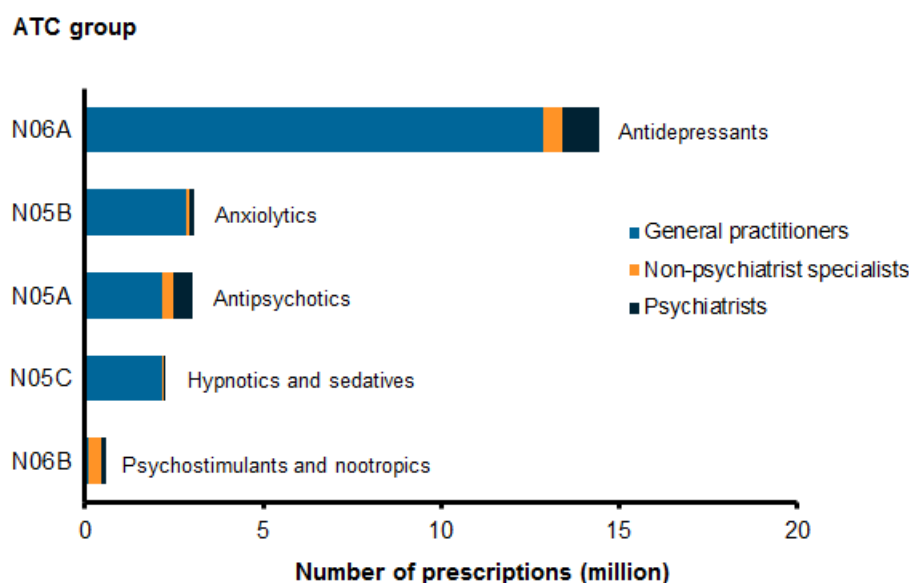 ATC group
N06A
Antidepressants
N05B
Anxiolytics
General practitioners
Non-psychiatrist specialists
N05A
Antipsychotics
Psychiatrists
N05C
Hypnotics and sedatives
N06B
Psychostimulants and nootropics
0 5 10 15 20
Number of prescriptions (million)